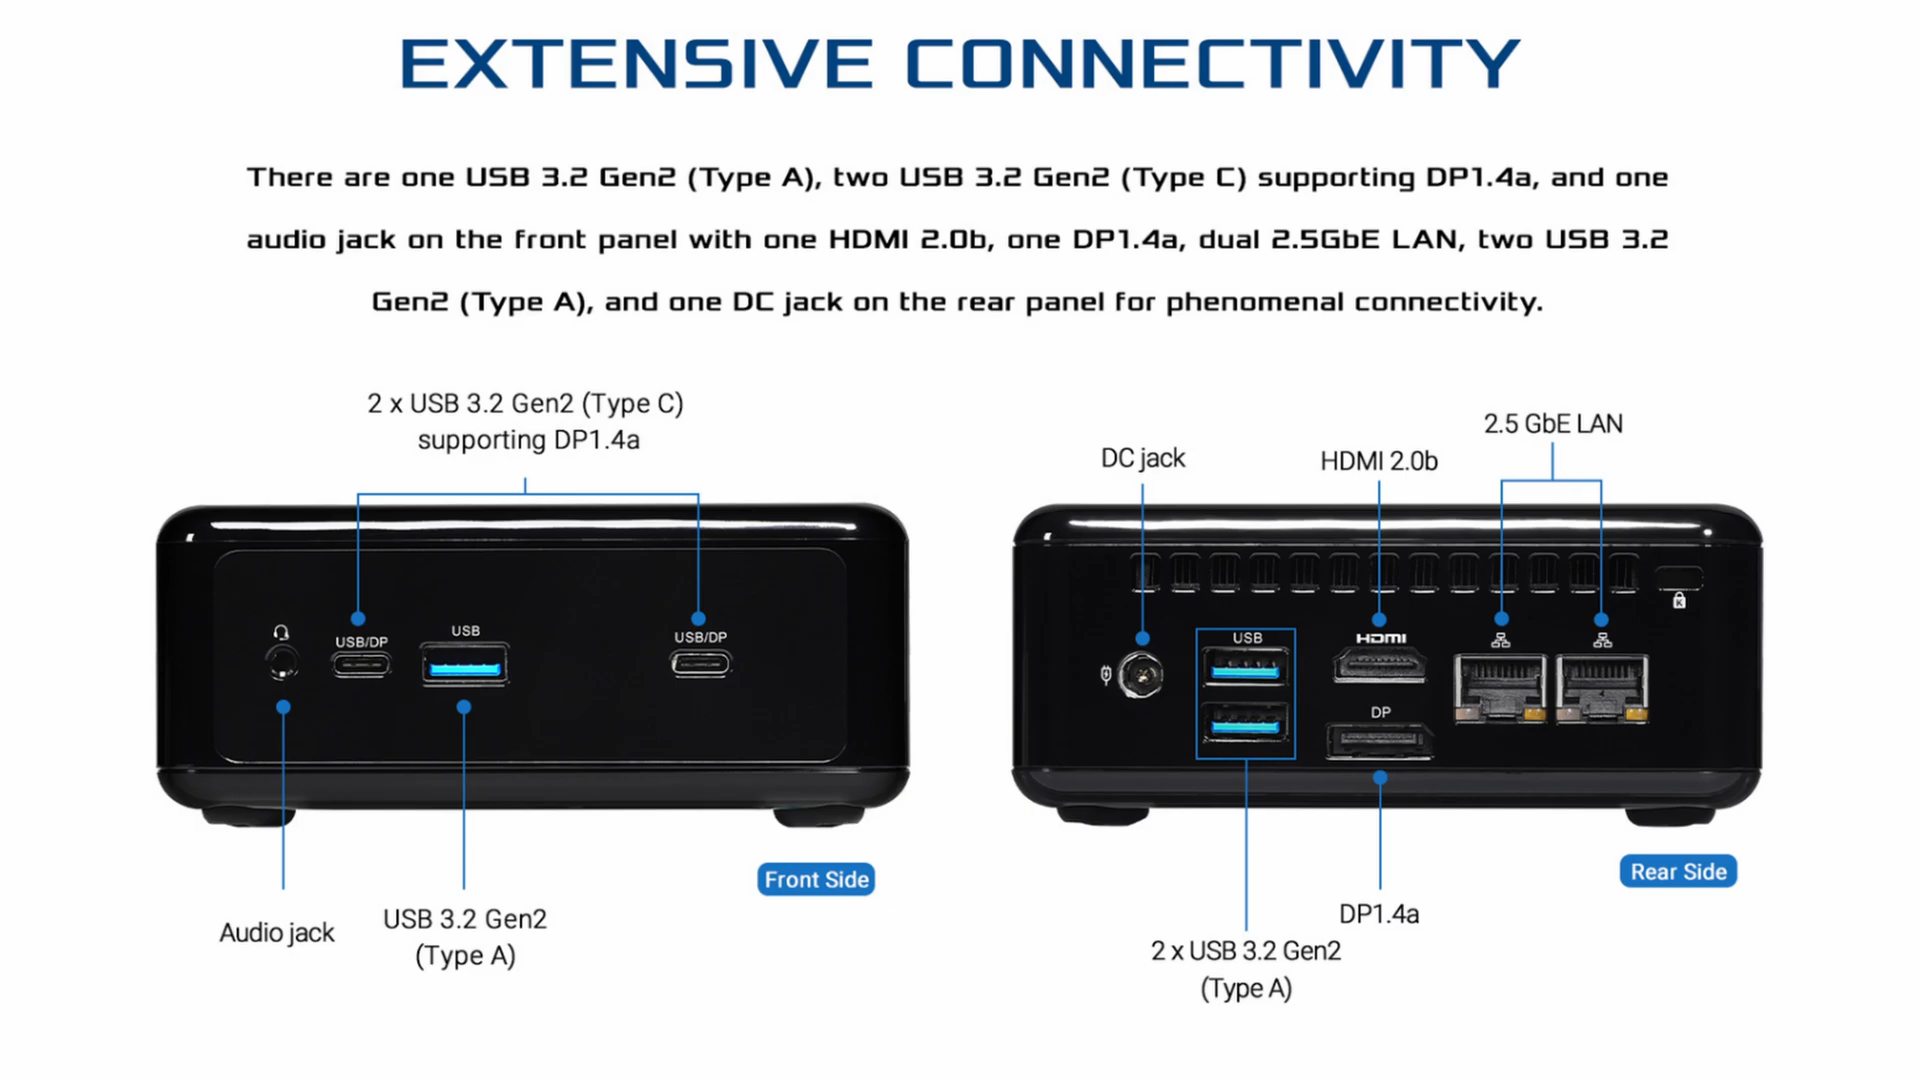 EXTENSIVE CONNECTIVITY
There are one USB 3.2 Gen2 (Type A), two USB 3.2 Gen2 (Type C) supporting DP1.4a, and one
audio jack on the front panel with one HDMI 2.0b, one DP1.4a, dual 2.5GbE LAN, two USB 3.2
Gen2 (Type A), and one DC jack on the rear panel for phenomenal connectivity.
2 x USB 3.2 Gen2 (Type C)
supporting DP1.4a
USB/DP
USB
USB/DP
Audio jack
USB 3.2 Gen2
(Type A)
Front Side
DC jack
HDMI 2.0b
2.5 GbE LAN
K
USB
HDMI
DP
2 x USB 3.2 Gen2
(Type A)
DP1.4a
Rear Side